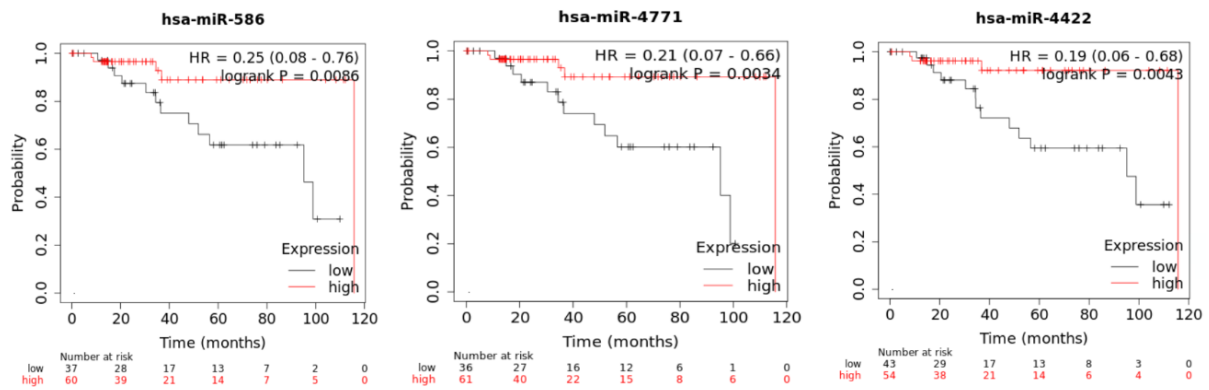 hsa-miR-586
HR = 0.25 (0.08 - 0.76)
logrank P = 0.0086
Probability
1.0
0.8
0.6
0.4
0.2
0.0
Expression
low
high
0 20 40 60 80 100 120
Time (months)
Number at risk
low 37 28 17 13 7 2 0
high 60 39 21 14 7 5 0
hsa-miR-4771
HR = 0.21 (0.07 - 0.66)
logrank P = 0.0034
Probability
1.0
0.8
0.6
0.4
0.2
0.0
Expression
low
high
0 20 40 60 80 100 120
Time (months)
Number at risk
low 36 27 16 12 6 1 0
high 61 40 22 15 8 6 0
hsa-miR-4422
HR = 0.19 (0.06 - 0.68)
logrank P = 0.0043
Probability
1.0
0.8
0.6
0.4
0.2
0.0
Expression
low
high
0 20 40 60 80 100 120
Time (months)
Number at risk
low 43 29 17 13 8 3 0
high 54 38 21 14 6 4 0